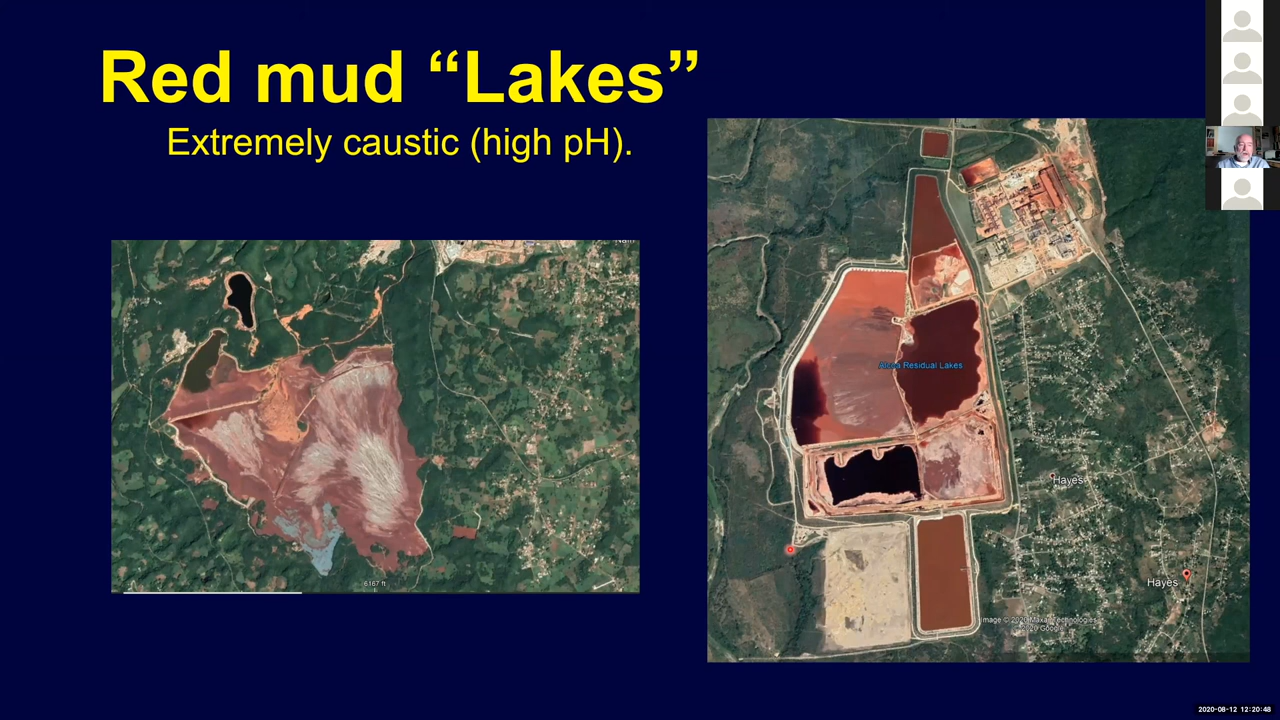 Red mud “Lakes”
Extremely caustic (high pH).
6167 ft
Alcoa Residual Lakes
Hayes
Hayes
Image © 2020 Maxar Technologies
© 2020 Google
2020-08-12 12:20:48